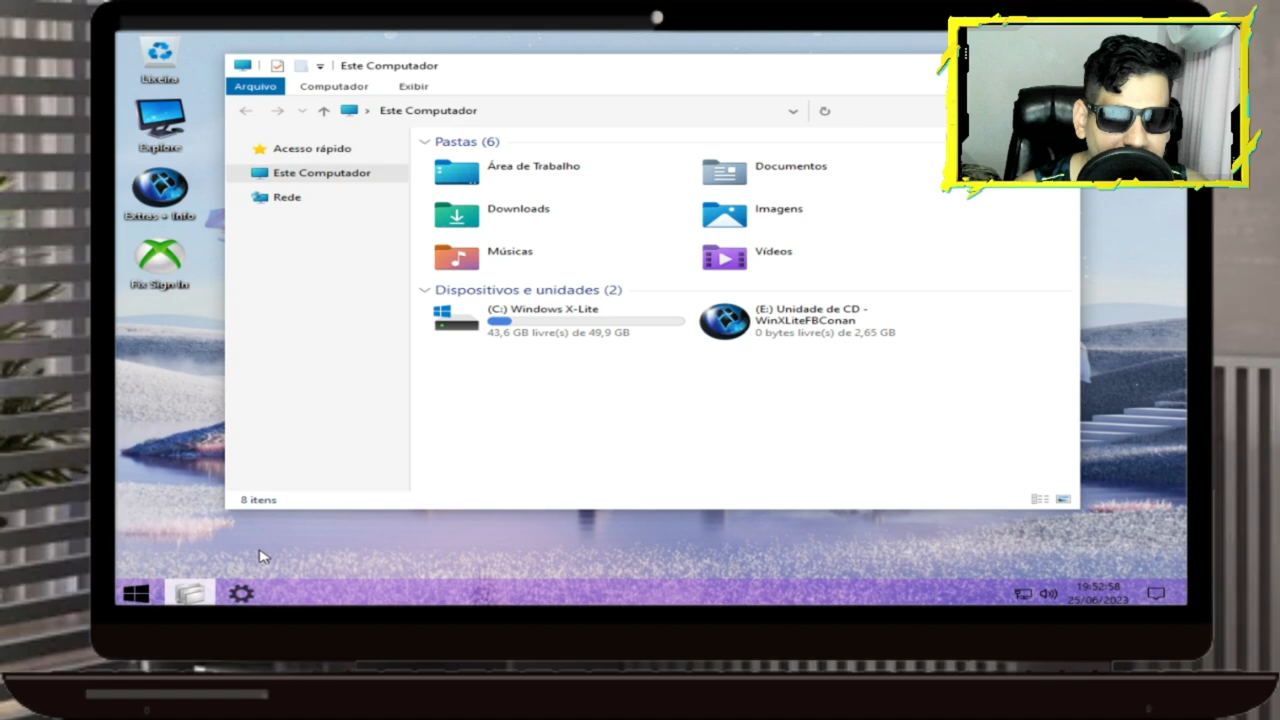 Lixeira
Explore
Extras + Info
Fix Sign In
Este Computador
Arquivo
Computador
Exibir
Este Computador
Acesso rápido
Este Computador
Rede
Pastas (6)
Área de Trabalho
Documentos
Downloads
Imagens
Músicas
Vídeos
Dispositivos e unidades (2)
(C:) Windows X-Lite
43,6 GB livre(s) de 49,9 GB
(E:) Unidade de CD -
WinXLiteFBConan
0 bytes livre(s) de 2,65 GB
8 itens
19:52:58
25/06/2023